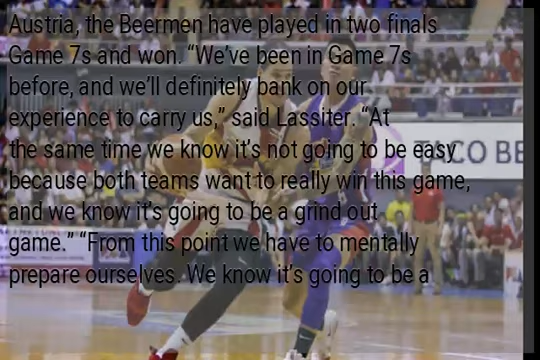 Austria, the Beermen have played in two finals
Game 7s and won. “We’ve been in Game 7s
before, and we’ll definitely bank on our
experience to carry us,” said Lassiter. “At
the same time we know it’s not going to be easy
because both teams want to really win this game,
and we know it’s going to be a grind out
game.” “From this point we have to mentally
prepare ourselves. We know it’s going to be a
CO BE